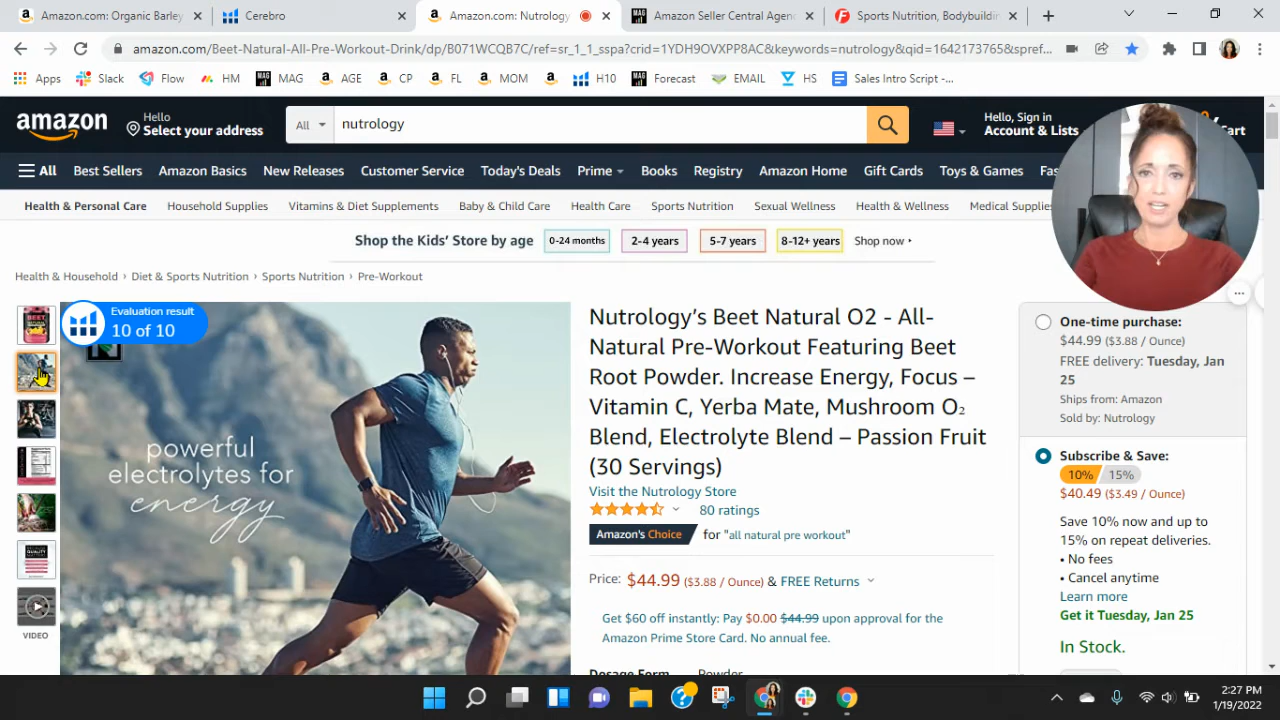 Amazon.com: Organic Barley
Cerebro
Amazon.com: Nutrology
Amazon Seller Central Agen
Sports Nutrition, Bodybuildin
amazon.com/Beet-Natural-All-Pre-Workout-Drink/dp/B071WCQB7C/ref=sr_1_1_sspa?crid=1YDH9OVXPP8AC&keywords=nutrology&qid=1642173765&spref...
Apps Slack Flow HM MAG AGE CP FL MOM H10 Forecast EMAIL HS Sales Intro Script -...
amazon
Hello
Select your address
All nutrology
Hello, Sign in
Account & Lists
Cart
All Best Sellers Amazon Basics New Releases Customer Service Today's Deals Prime Books Registry Amazon Home Gift Cards Toys & Games Fas
Health & Personal Care Household Supplies Vitamins & Diet Supplements Baby & Child Care Health Care Sports Nutrition Sexual Wellness Health & Wellness Medical Supplies
Shop the Kids' Store by age 0-24 months 2-4 years 5-7 years 8-12+ years Shop now ›
Health & Household › Diet & Sports Nutrition › Sports Nutrition › Pre-Workout
Evaluation result
10 of 10
BEET
powerful
electrolytes for
energy
VIDEO
Nutrology's Beet Natural O2 - All-
Natural Pre-Workout Featuring Beet
Root Powder. Increase Energy, Focus –
Vitamin C, Yerba Mate, Mushroom O₂
Blend, Electrolyte Blend – Passion Fruit
(30 Servings)
Visit the Nutrology Store
80 ratings
Amazon's Choice for "all natural pre workout"
Price: $44.99 ($3.88 / Ounce) & FREE Returns
Get $60 off instantly: Pay $0.00 $44.99 upon approval for the
Amazon Prime Store Card. No annual fee.
Dosage Form Powder
One-time purchase:
$44.99 ($3.88 / Ounce)
FREE delivery: Tuesday, Jan
25
Ships from: Amazon
Sold by: Nutrology
Subscribe & Save:
10% 15%
$40.49 ($3.49 / Ounce)
Save 10% now and up to
15% on repeat deliveries.
• No fees
• Cancel anytime
Learn more
Get it Tuesday, Jan 25
In Stock.
2:27 PM
1/19/2022